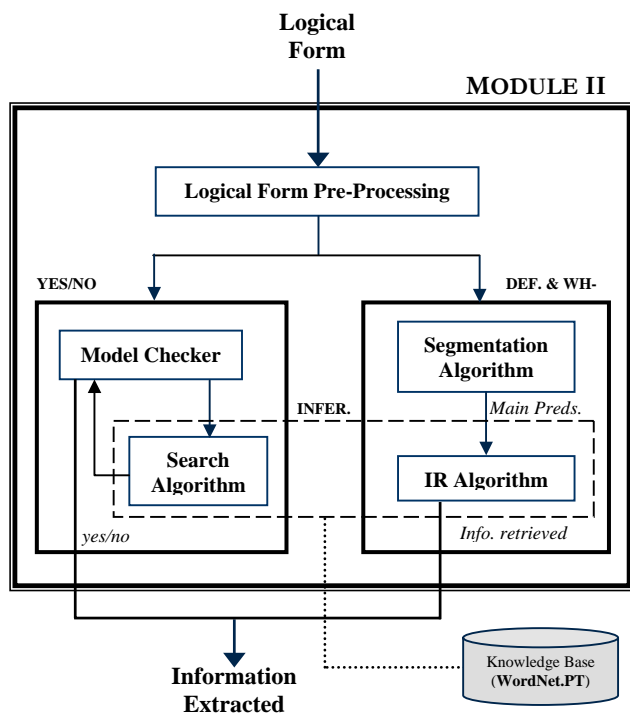 Logical
Form
MODULE II
Logical Form Pre-Processing
YES/NO
DEF. & WH-
Model Checker
Segmentation
Algorithm
INFER.
Main Preds.
Search
Algorithm
IR Algorithm
yes/no
Info. retrieved
Information
Extracted
Knowledge Base
(WordNet.PT)